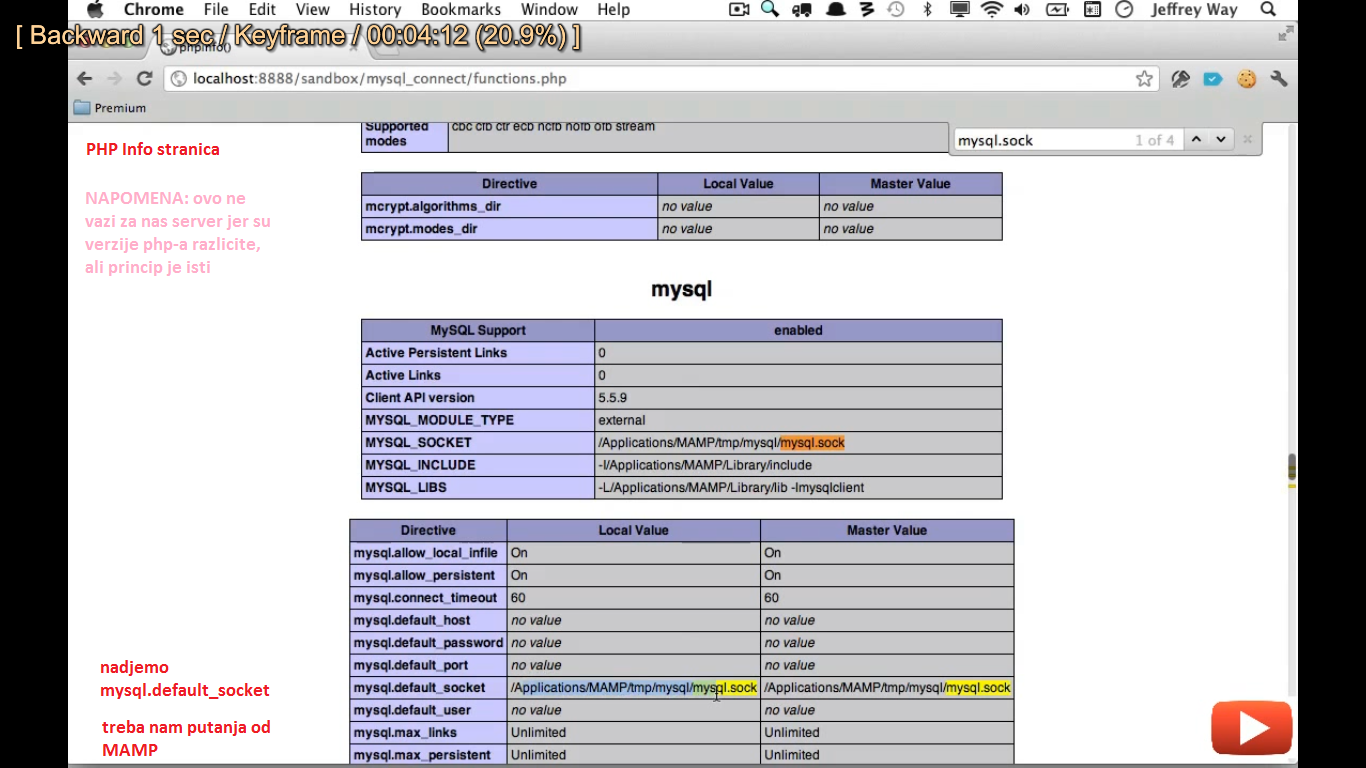 Chrome File Edit View History Bookmarks Window Help Jeffrey Way
[ Backward 1 sec / Keyframe / 00:04:12 (20.9%) ]
phpinfo()
localhost:8888/sandbox/mysql_connect/functions.php
Premium
mysql.sock 1 of 4
Supported modes cbc cfb ctr ecb ncfb nofb ofb stream
PHP Info stranica
NAPOMENA: ovo ne
vazi za nas server jer su
verzije php-a razlicite,
ali princip je isti
Directive Local Value Master Value
mcrypt.algorithms_dir no value no value
mcrypt.modes_dir no value no value
mysql
MySQL Support enabled
Active Persistent Links 0
Active Links 0
Client API version 5.5.9
MYSQL_MODULE_TYPE external
MYSQL_SOCKET /Applications/MAMP/tmp/mysql/mysql.sock
MYSQL_INCLUDE -I/Applications/MAMP/Library/include
MYSQL_LIBS -L/Applications/MAMP/Library/lib -lmysqlclient
Directive Local Value Master Value
mysql.allow_local_infile On On
mysql.allow_persistent On On
mysql.connect_timeout 60 60
mysql.default_host no value no value
mysql.default_password no value no value
mysql.default_port no value no value
mysql.default_socket /Applications/MAMP/tmp/mysql/mysql.sock /Applications/MAMP/tmp/mysql/mysql.sock
mysql.default_user no value no value
mysql.max_links Unlimited Unlimited
mysql.max_persistent Unlimited Unlimited
nadjemo
mysql.default_socket
treba nam putanja od
MAMP